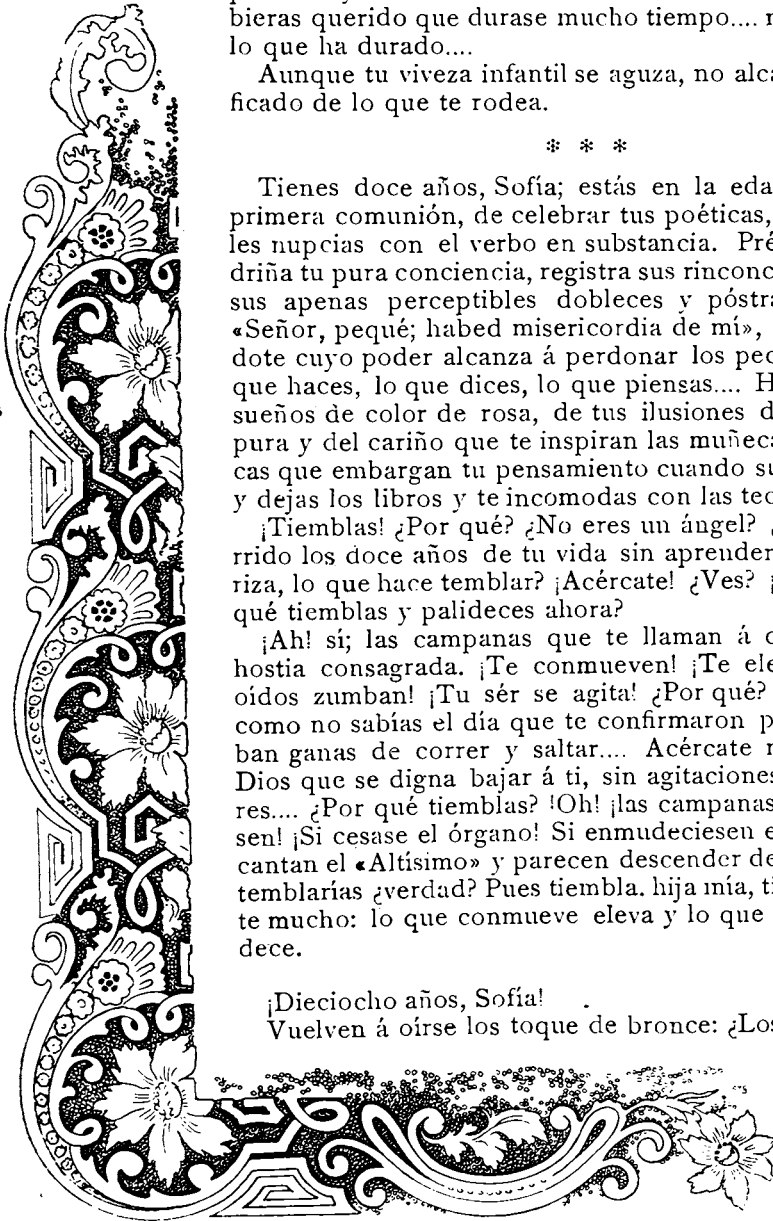 bieras querido que durase mucho tiempo....
lo que ha durado....
Aunque tu viveza infantil se aguza, no alca
ficado de lo que te rodea.
* * *
Tienes doce años, Sofía; estás en la eda
primera comunión, de celebrar tus poéticas,
les nupcias con el verbo en substancia. Pré
driña tu pura conciencia, registra sus rincone
sus apenas perceptibles dobleces y póstra
«Señor, pequé; habed misericordia de mí»,
dote cuyo poder alcanza á perdonar los pec
que haces, lo que dices, lo que piensas.... H
sueños de color de rosa, de tus ilusiones d
pura y del cariño que te inspiran las muñeca
cas que embargan tu pensamiento cuando su
y dejas los libros y te incomodas con las tec
¡Tiemblas! ¿Por qué? ¿No eres un ángel? ¿
rrido los doce años de tu vida sin aprender
riza, lo que hace temblar? ¡Acércate! ¿Ves? ¡
qué tiemblas y palideces ahora?
¡Ah! sí; las campanas que te llaman á c
hostia consagrada. ¡Te conmueven! ¡Te ele
oídos zumban! ¡Tu sér se agita! ¿Por qué?
como no sabías el día que te confirmaron p
ban ganas de correr y saltar.... Acércate
Dios que se digna bajar á ti, sin agitaciones
res.... ¿Por qué tiemblas? !Oh! ¡las campanas
sen! ¡Si cesase el órgano! Si enmudeciesen e
cantan el «Altísimo» y parecen descender de
temblarías ¿verdad? Pues tiembla. hija mía, ti
te mucho: lo que conmueve eleva y lo que
dece.
¡Dieciocho años, Sofía!
Vuelven á oírse los toque de bronce: ¿Los